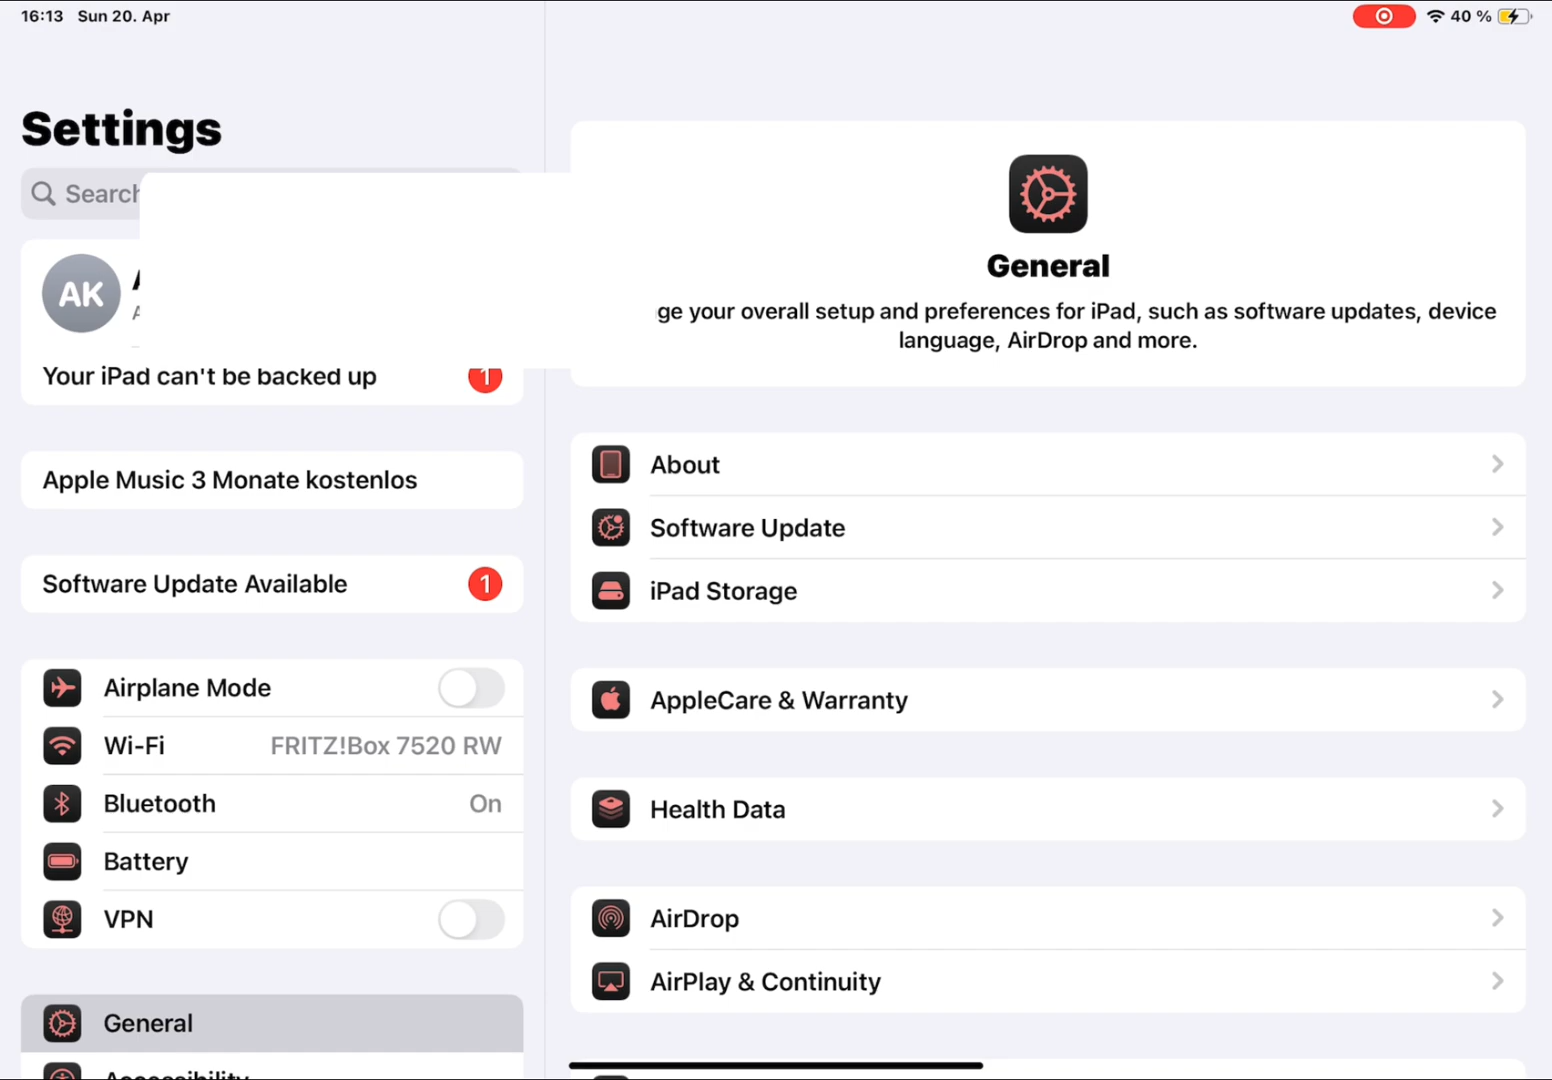 16:13 Sun 20. Apr
40 %
Settings
Search
AK
Your iPad can't be backed up
1
Apple Music 3 Monate kostenlos
Software Update Available
1
Airplane Mode
Wi-Fi
FRITZ!Box 7520 RW
Bluetooth
On
Battery
VPN
General
Accessibility
General
ge your overall setup and preferences for iPad, such as software updates, device
language, AirDrop and more.
About
Software Update
iPad Storage
AppleCare & Warranty
Health Data
AirDrop
AirPlay & Continuity